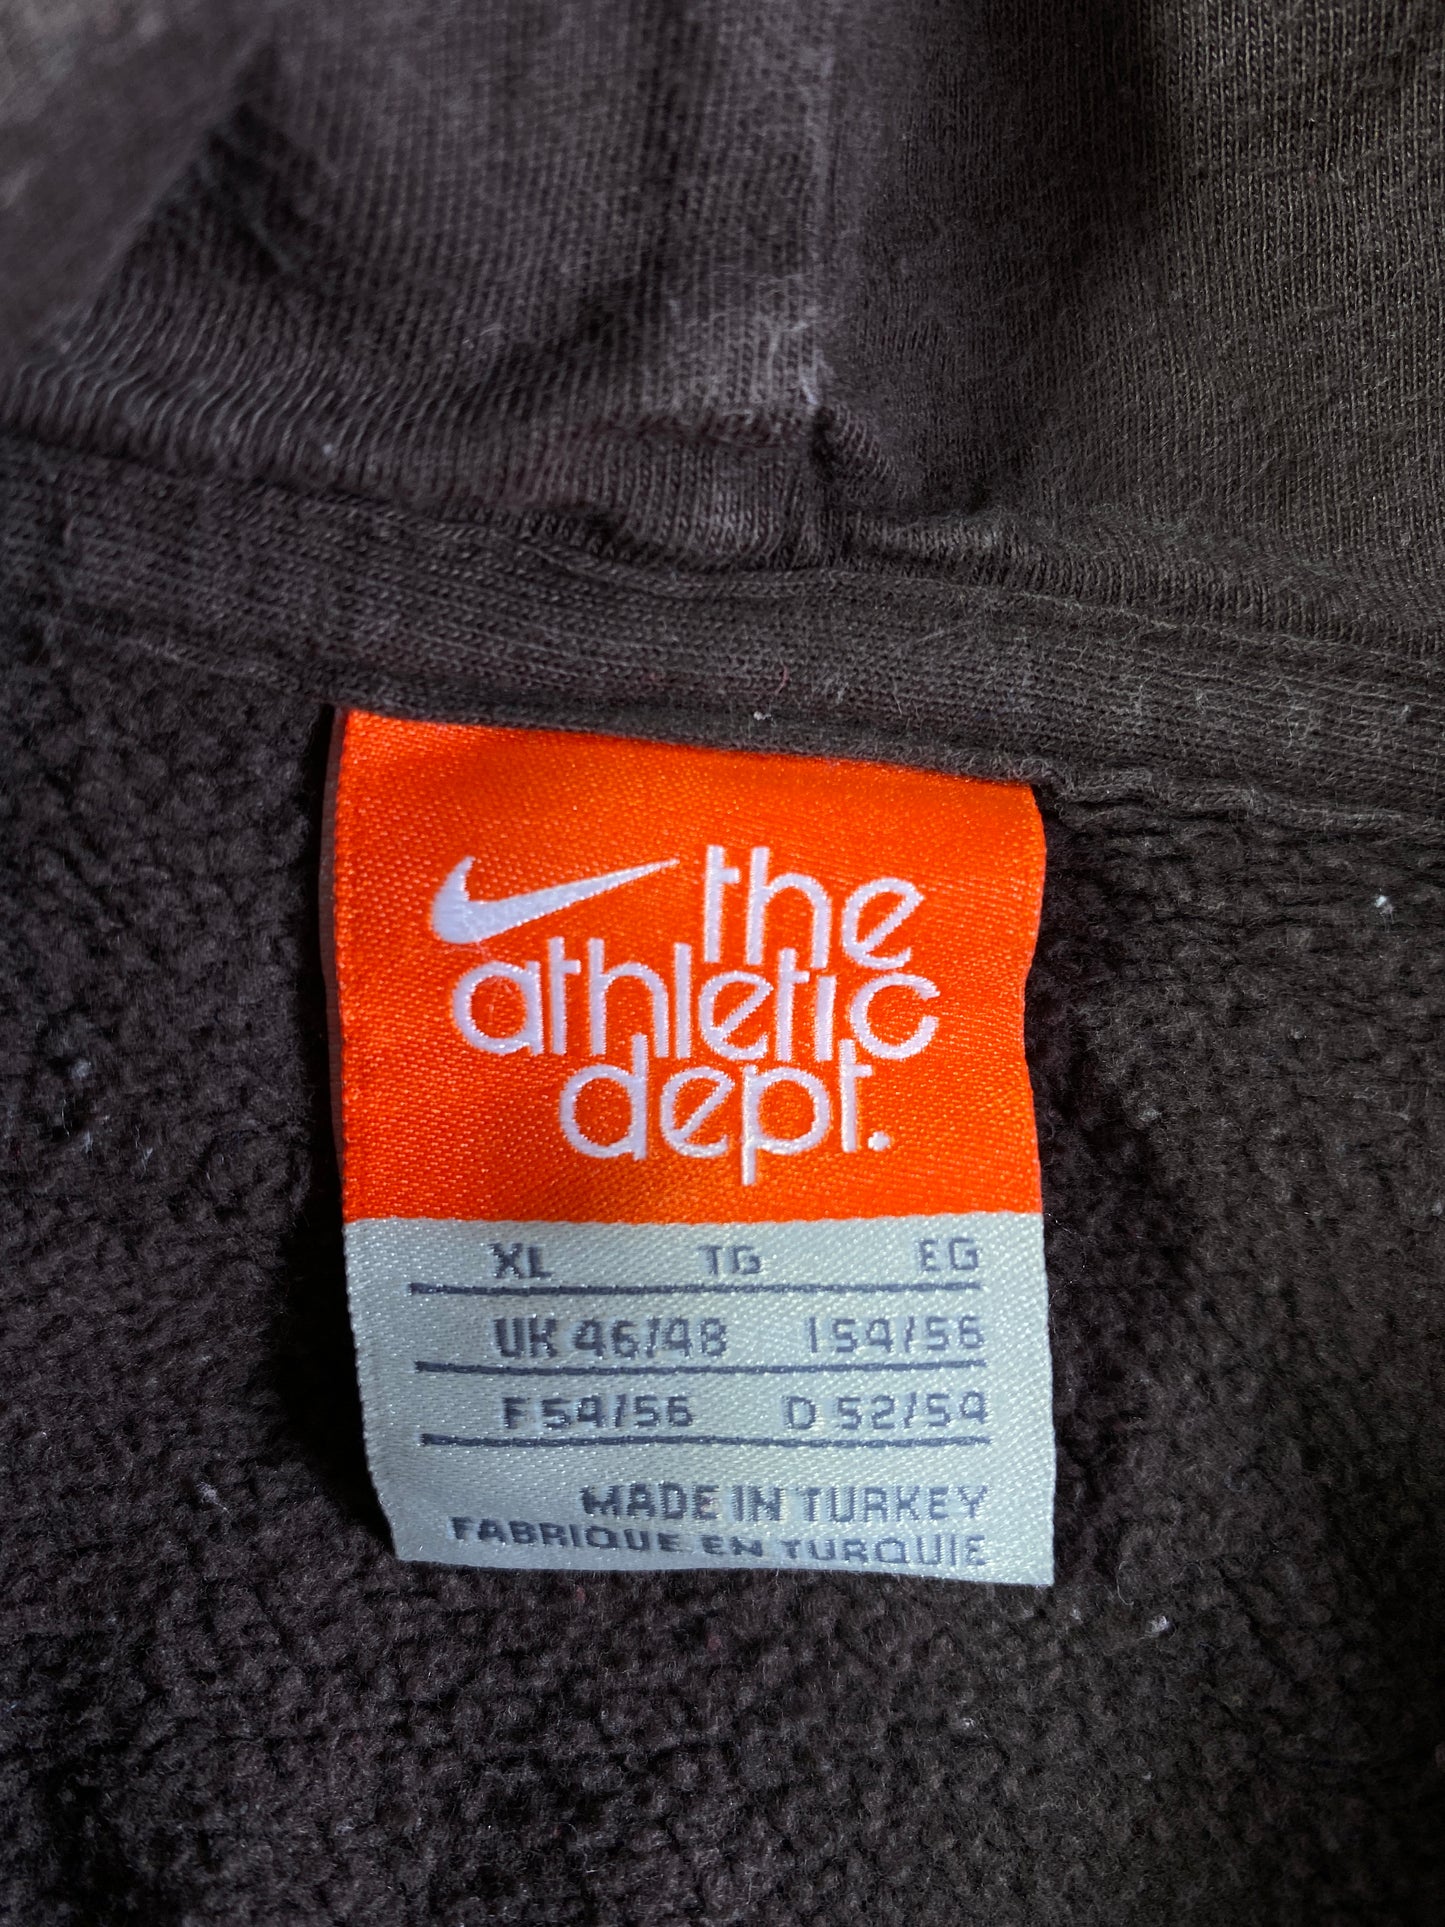 the
athletic
dept.
XL TG EG
UK 46/48 I 54/56
F 54/56 D 52/54
MADE IN TURKEY
FABRIQUE EN TURQUIE